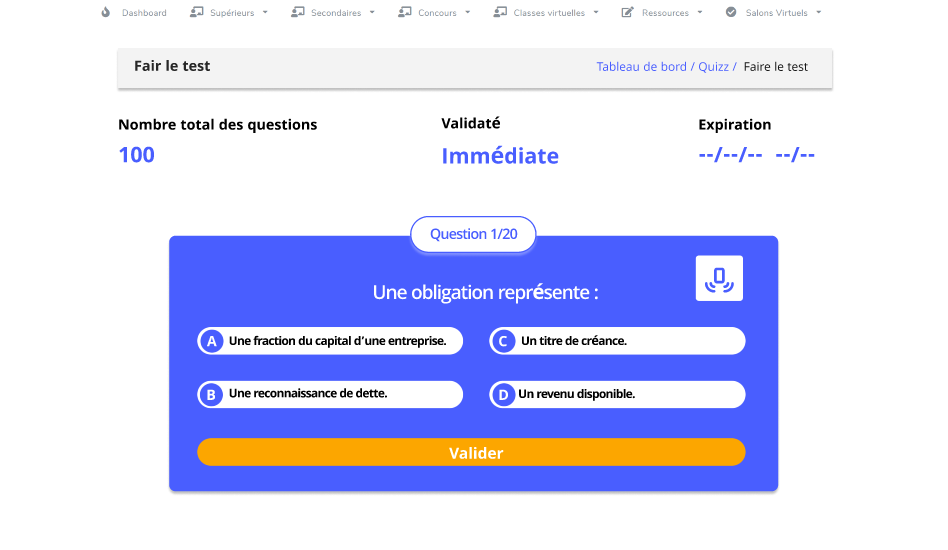 Dashboard Supérieurs Secondaires Concours Classes virtuelles Ressources Salons Virtuels
Fair le test Tableau de bord / Quizz / Faire le test
Nombre total des questions Validaté Expiration
100 Immédiate --/--/-- --/--
Question 1/20
Une obligation représente :
A Une fraction du capital d'une entreprise. C Un titre de créance.
B Une reconnaissance de dette. D Un revenu disponible.
Valider